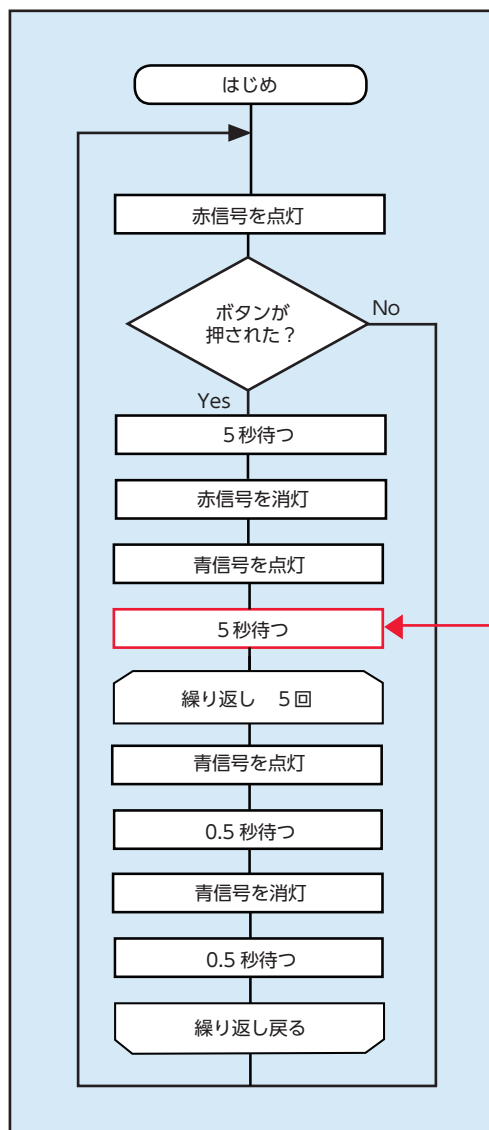 はじめ
赤信号を点灯
ボタンが
押された？
No
Yes
５秒待つ
赤信号を消灯
青信号を点灯
５秒待つ
繰り返し　５回
青信号を点灯
0.5 秒待つ
青信号を消灯
0.5 秒待つ
繰り返し戻る